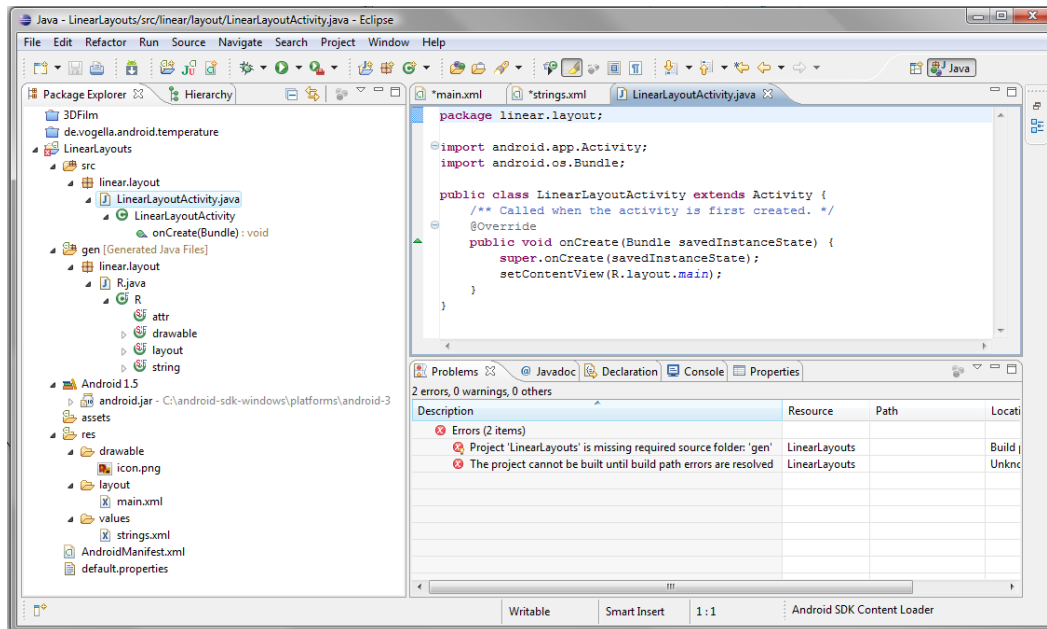 Java - LinearLayouts/src/linear/layout/LinearLayoutActivity.java - Eclipse
File Edit Refactor Run Source Navigate Search Project Window Help
Java
Package Explorer Hierarchy
3DFilm
de.vogella.android.temperature
LinearLayouts
src
linear.layout
LinearLayoutActivity.java
LinearLayoutActivity
onCreate(Bundle) : void
gen [Generated Java Files]
linear.layout
R.java
R
attr
drawable
layout
string
Android 1.5
android.jar - C:\android-sdk-windows\platforms\android-3
assets
res
drawable
icon.png
layout
main.xml
values
strings.xml
AndroidManifest.xml
default.properties
*main.xml *strings.xml LinearLayoutActivity.java
package linear.layout;
import android.app.Activity;
import android.os.Bundle;
public class LinearLayoutActivity extends Activity {
/** Called when the activity is first created. */
@Override
public void onCreate(Bundle savedInstanceState) {
super.onCreate(savedInstanceState);
setContentView(R.layout.main);
}
}
Problems @ Javadoc Declaration Console Properties
2 errors, 0 warnings, 0 others
Description Resource Path Locati
Errors (2 items)
Project 'LinearLayouts' is missing required source folder: 'gen' LinearLayouts Build
The project cannot be built until build path errors are resolved LinearLayouts Unkno
Writable Smart Insert 1 : 1 Android SDK Content Loader